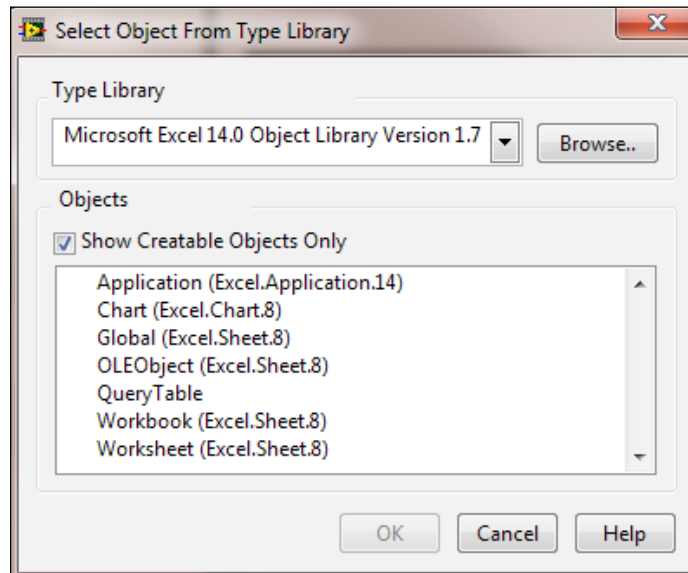 Select Object From Type Library
Type Library
Microsoft Excel 14.0 Object Library Version 1.7
Browse..
Objects
Show Creatable Objects Only
Application (Excel.Application.14)
Chart (Excel.Chart.8)
Global (Excel.Sheet.8)
OLEObject (Excel.Sheet.8)
QueryTable
Workbook (Excel.Sheet.8)
Worksheet (Excel.Sheet.8)
OK Cancel Help